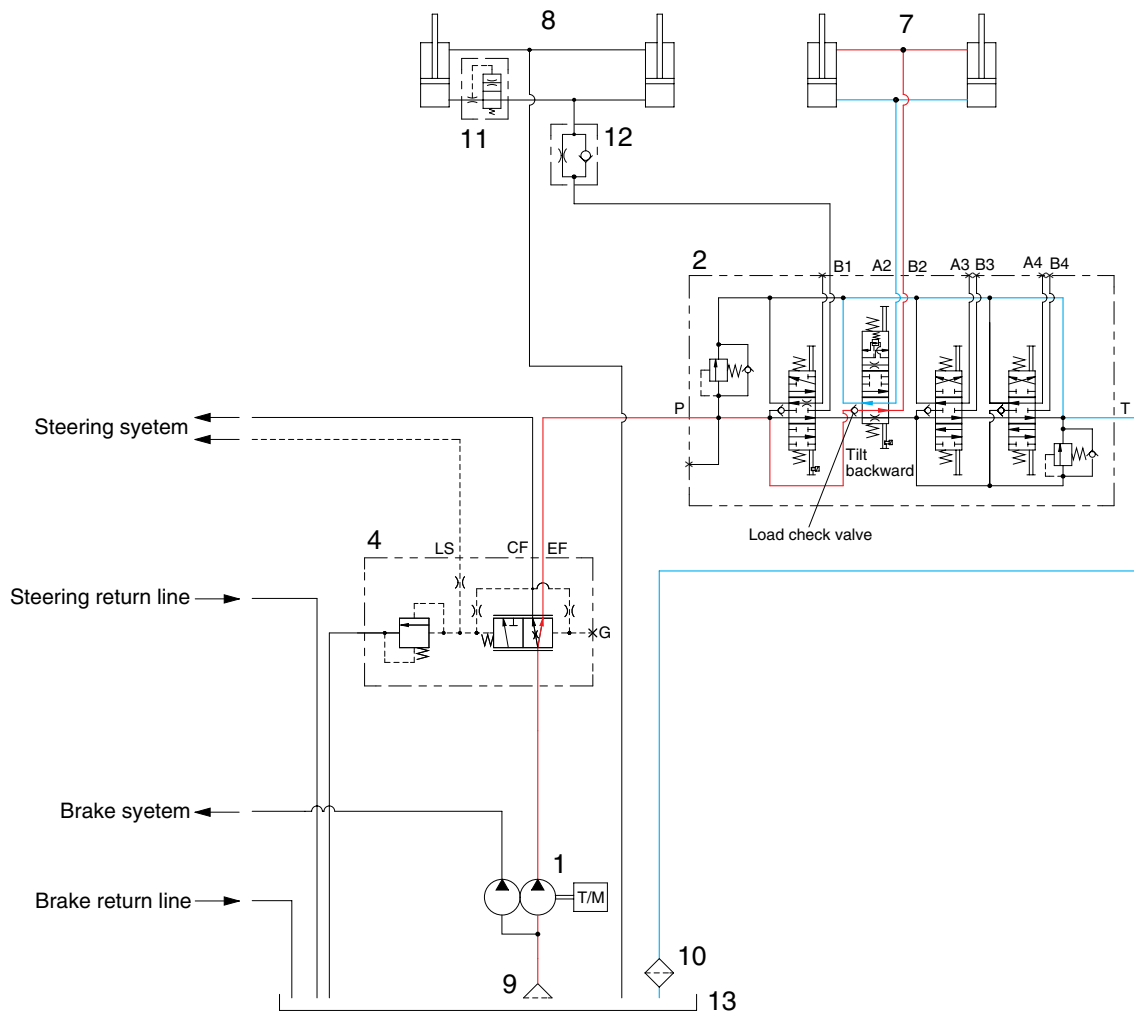 8
7
11
12
2
B1
A2
B2
A3
B3
A4
B4
P
T
Steering syetem
Tilt
backward
Load check valve
4
LS
CF
EF
Steering return line
G
Brake syetem
1
T/M
Brake return line
9
10
13